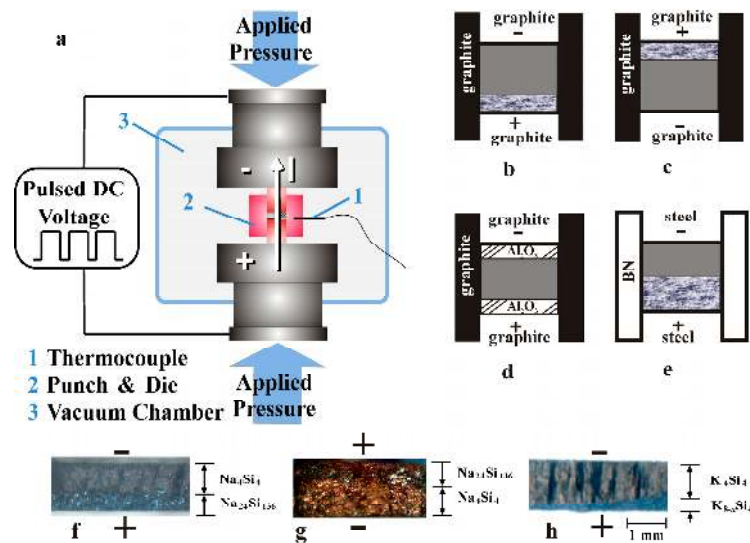 a
Applied
Pressure
3
- I
Pulsed DC
Voltage
2
1
+
1 Thermocouple
2 Punch & Die
3 Vacuum Chamber
Applied
Pressure
graphite
-
graphite
+
graphite
b
graphite
+
-
graphite
c
graphite
-
graphite
Al₂O₃
Al₂O₃
+
graphite
d
steel
-
BN
+
steel
e
-
Na₄Si₄
Na₂₄Si₁₃₆
f
+
+
Na₂₄Si₁₃₆
Na₄Si₄
g
-
-
K₄Si₄
h
+
1 mm